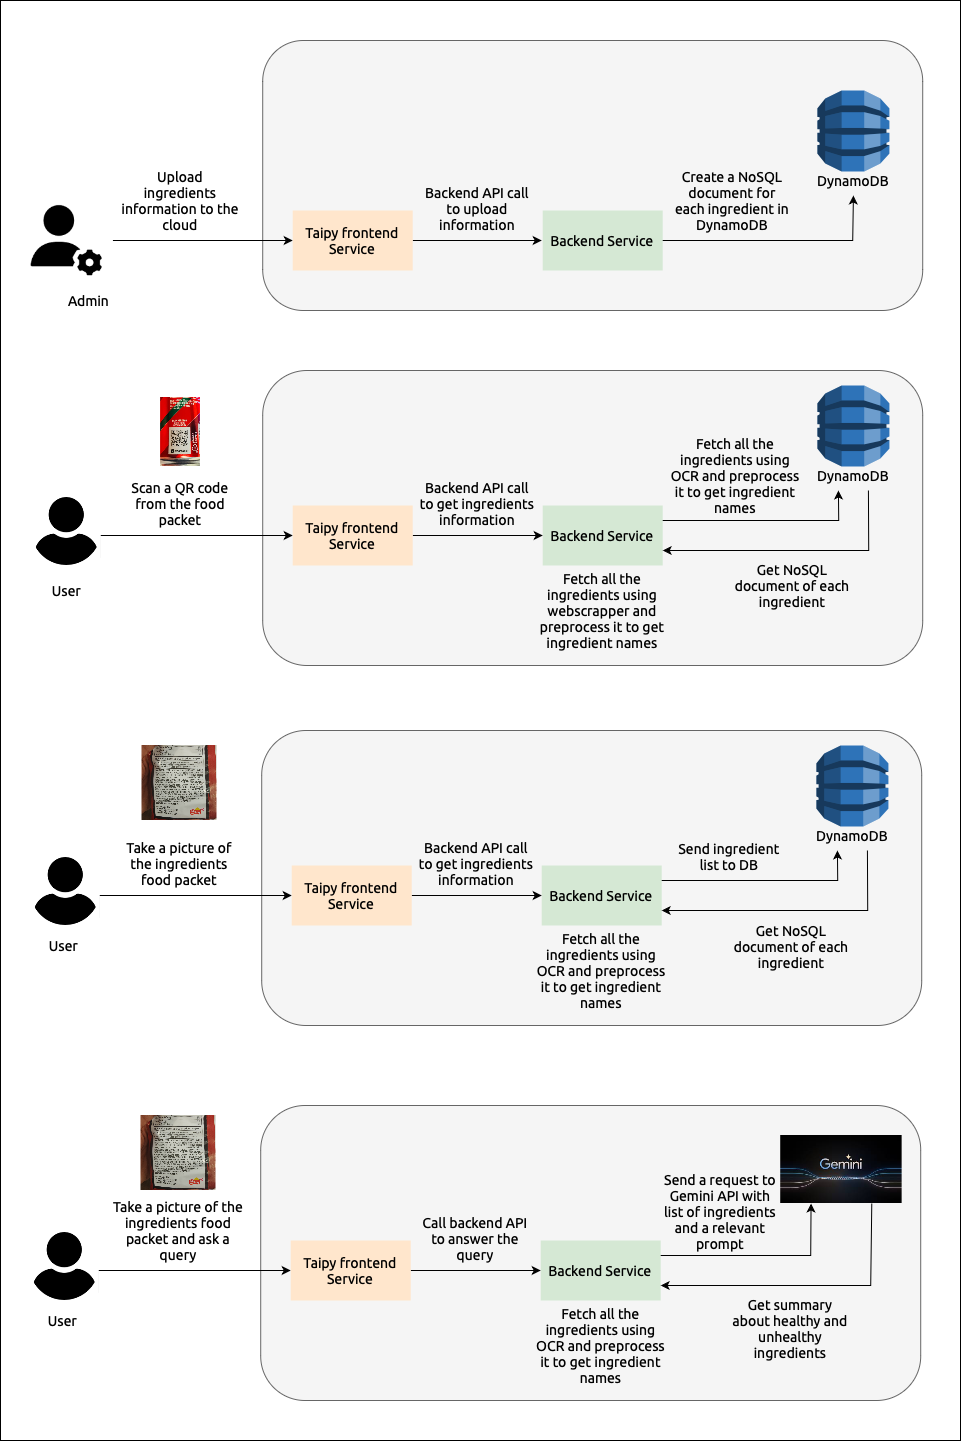 Upload
ingredients
information to the
cloud
Admin
Taipy frontend
Service
Backend API call
to upload
information
Backend Service
Create a NoSQL
document for
each ingredient in
DynamoDB
DynamoDB
Scan a QR code
from the food
packet
User
Taipy frontend
Service
Backend API call
to get ingredients
information
Backend Service
Fetch all the
ingredients using
webscrapper and
preprocess it to get
ingredient names
Fetch all the
ingredients using
OCR and preprocess
it to get ingredient
names
DynamoDB
Get NoSQL
document of each
ingredient
Take a picture of
the ingredients
food packet
User
Taipy frontend
Service
Backend API call
to get ingredients
information
Backend Service
Fetch all the
ingredients using
OCR and preprocess
it to get ingredient
names
Send ingredient
list to DB
DynamoDB
Get NoSQL
document of each
ingredient
Take a picture of the
ingredients food
packet and ask a
query
User
Taipy frontend
Service
Call backend API
to answer the
query
Backend Service
Fetch all the
ingredients using
OCR and preprocess
it to get ingredient
names
Send a request to
Gemini API with
list of ingredients
and a relevant
prompt
Gemini
Get summary
about healthy and
unhealthy
ingredients